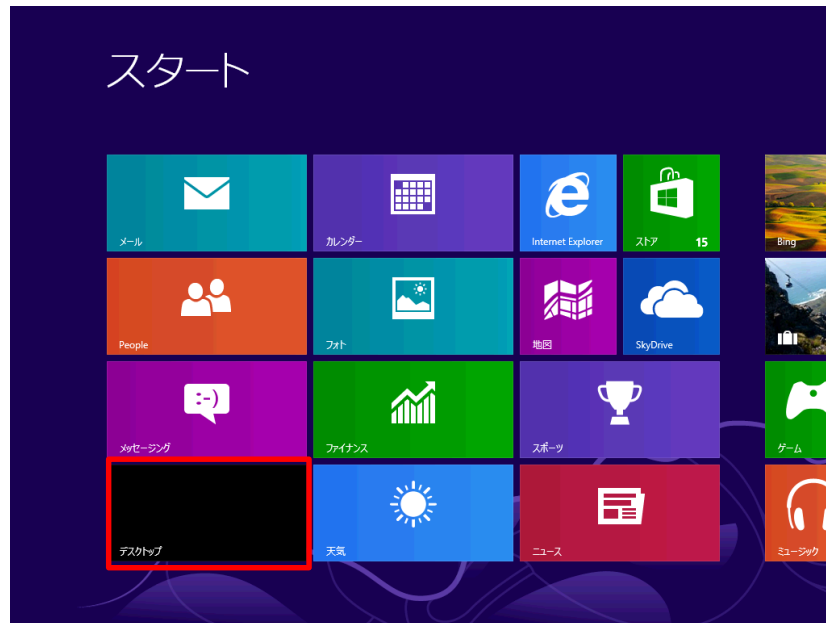 スタート
メール
カレンダー
Internet Explorer
ストア 15
Bing
People
フォト
地図
SkyDrive
メッセージング
:-)
ファイナンス
スポーツ
ゲーム
デスクトップ
天気
ニュース
ミュージック